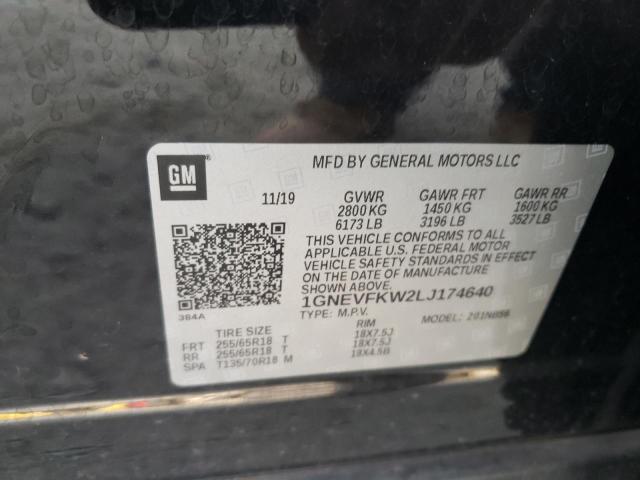 GM
MFD BY GENERAL MOTORS LLC
11/19 GVWR GAWR FRT GAWR RR
2800 KG 1450 KG 1600 KG
6173 LB 3196 LB 3527 LB
THIS VEHICLE CONFORMS TO ALL
APPLICABLE U.S. FEDERAL MOTOR
VEHICLE SAFETY STANDARDS IN EFFECT
ON THE DATE OF MANUFACTURE
SHOWN ABOVE.
1GNEVFKW2LJ174640
384A
TYPE: M.P.V. MODEL:
TIRE SIZE RIM
FRT 255/65R18 T 18X7.5J
RR 255/65R18 T 18X7.5J
SPA T135/70R18 M 18X4.5B